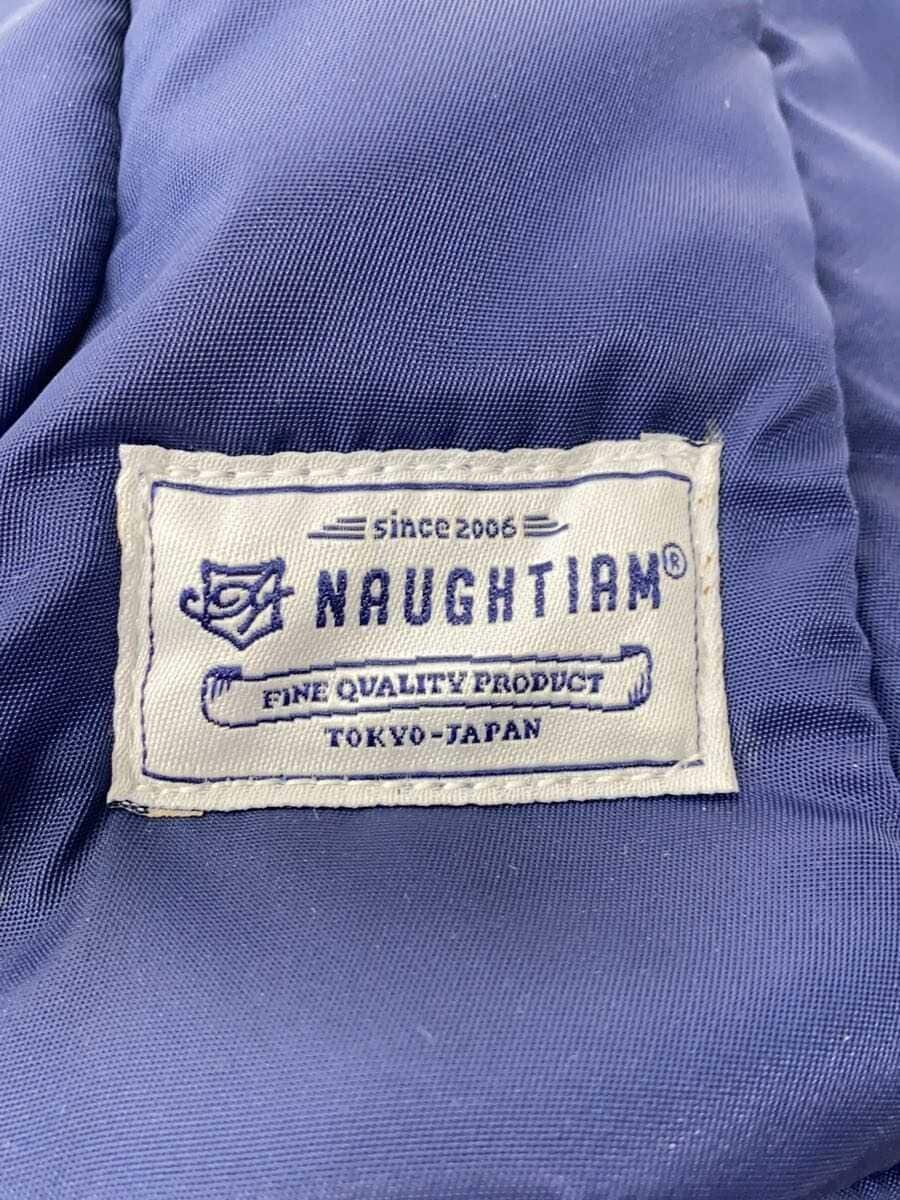 since 2006
NAUGHTIAM®
FINE QUALITY PRODUCT
TOKYO-JAPAN